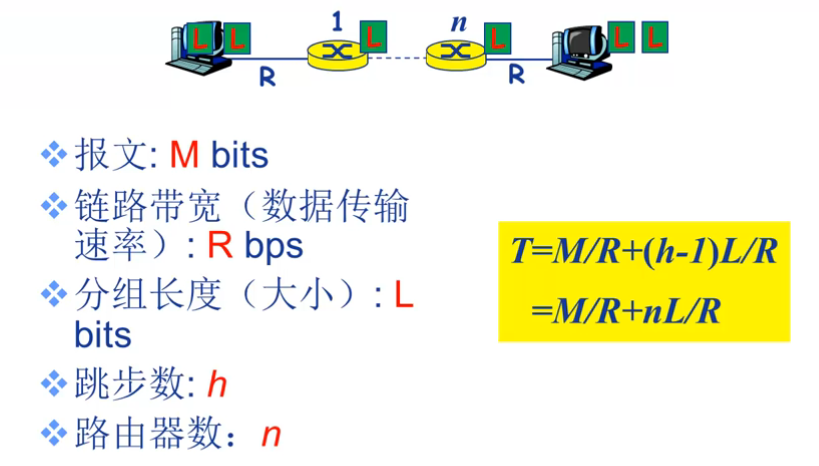 L L 1 L n L L L
R R
报文: M bits
链路带宽（数据传输
速率）: R bps
分组长度（大小）: L
bits
跳步数: h
路由器数：n
T=M/R+(h-1)L/R
=M/R+nL/R